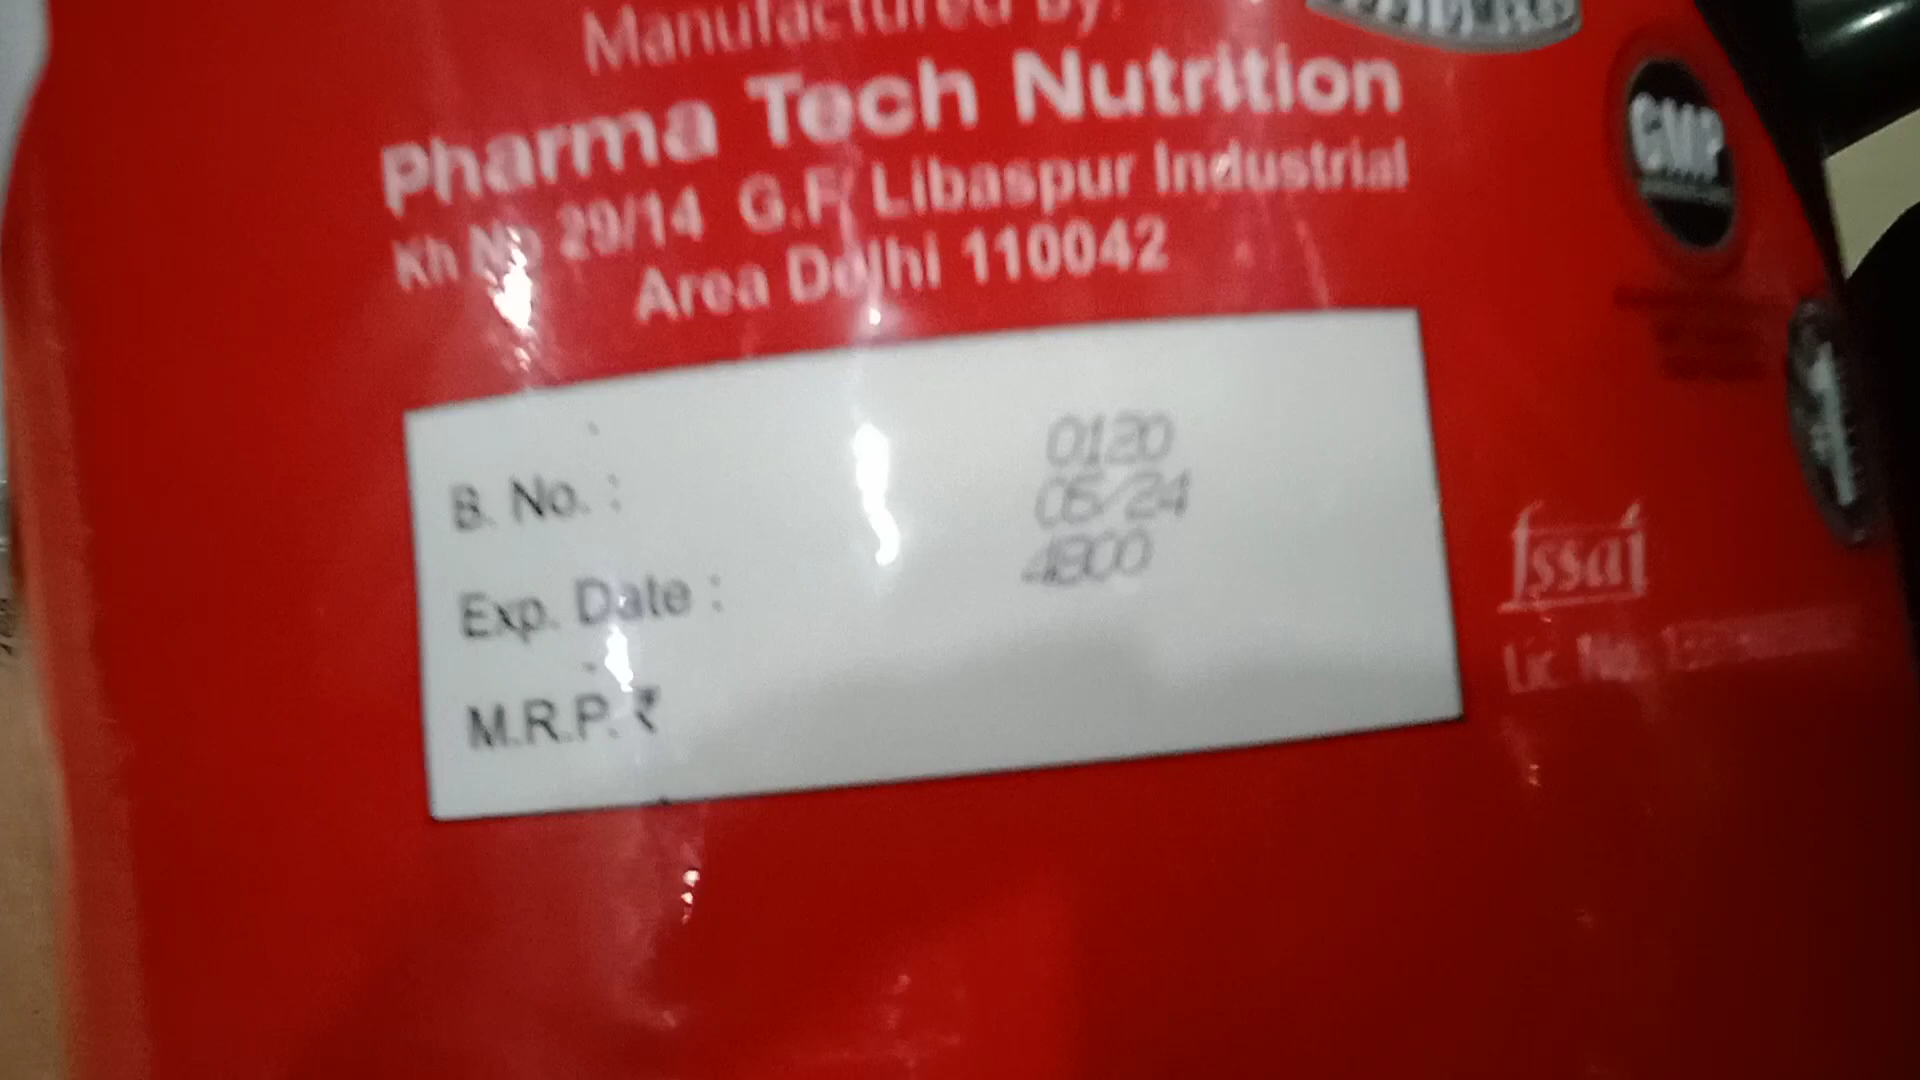 Manufactured by:
Pharma Tech Nutrition
Kh No 29/14 G.F, Libaspur Industrial
Area Delhi 110042
GMP
B. No. : 0120
Exp. Date : 06/24
M.R.P. ₹ 4800
fssai
Lic. No.